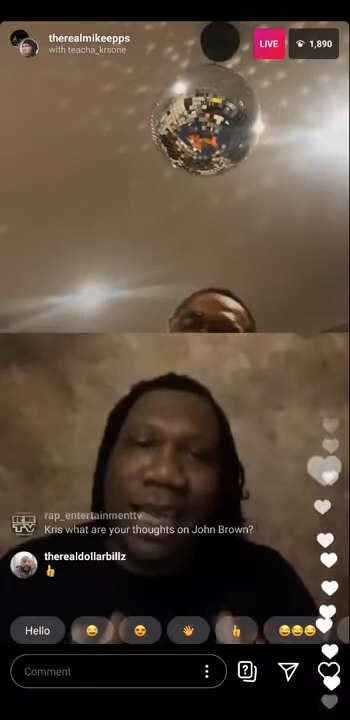 therealmikeepps
with teacha_krsone
LIVE
1,890
rap_entertainmenttv
Kris what are your thoughts on John Brown?
therealdollarbillz
👍
Hello
😂
😍
👋
👍
😂😂😂
Comment